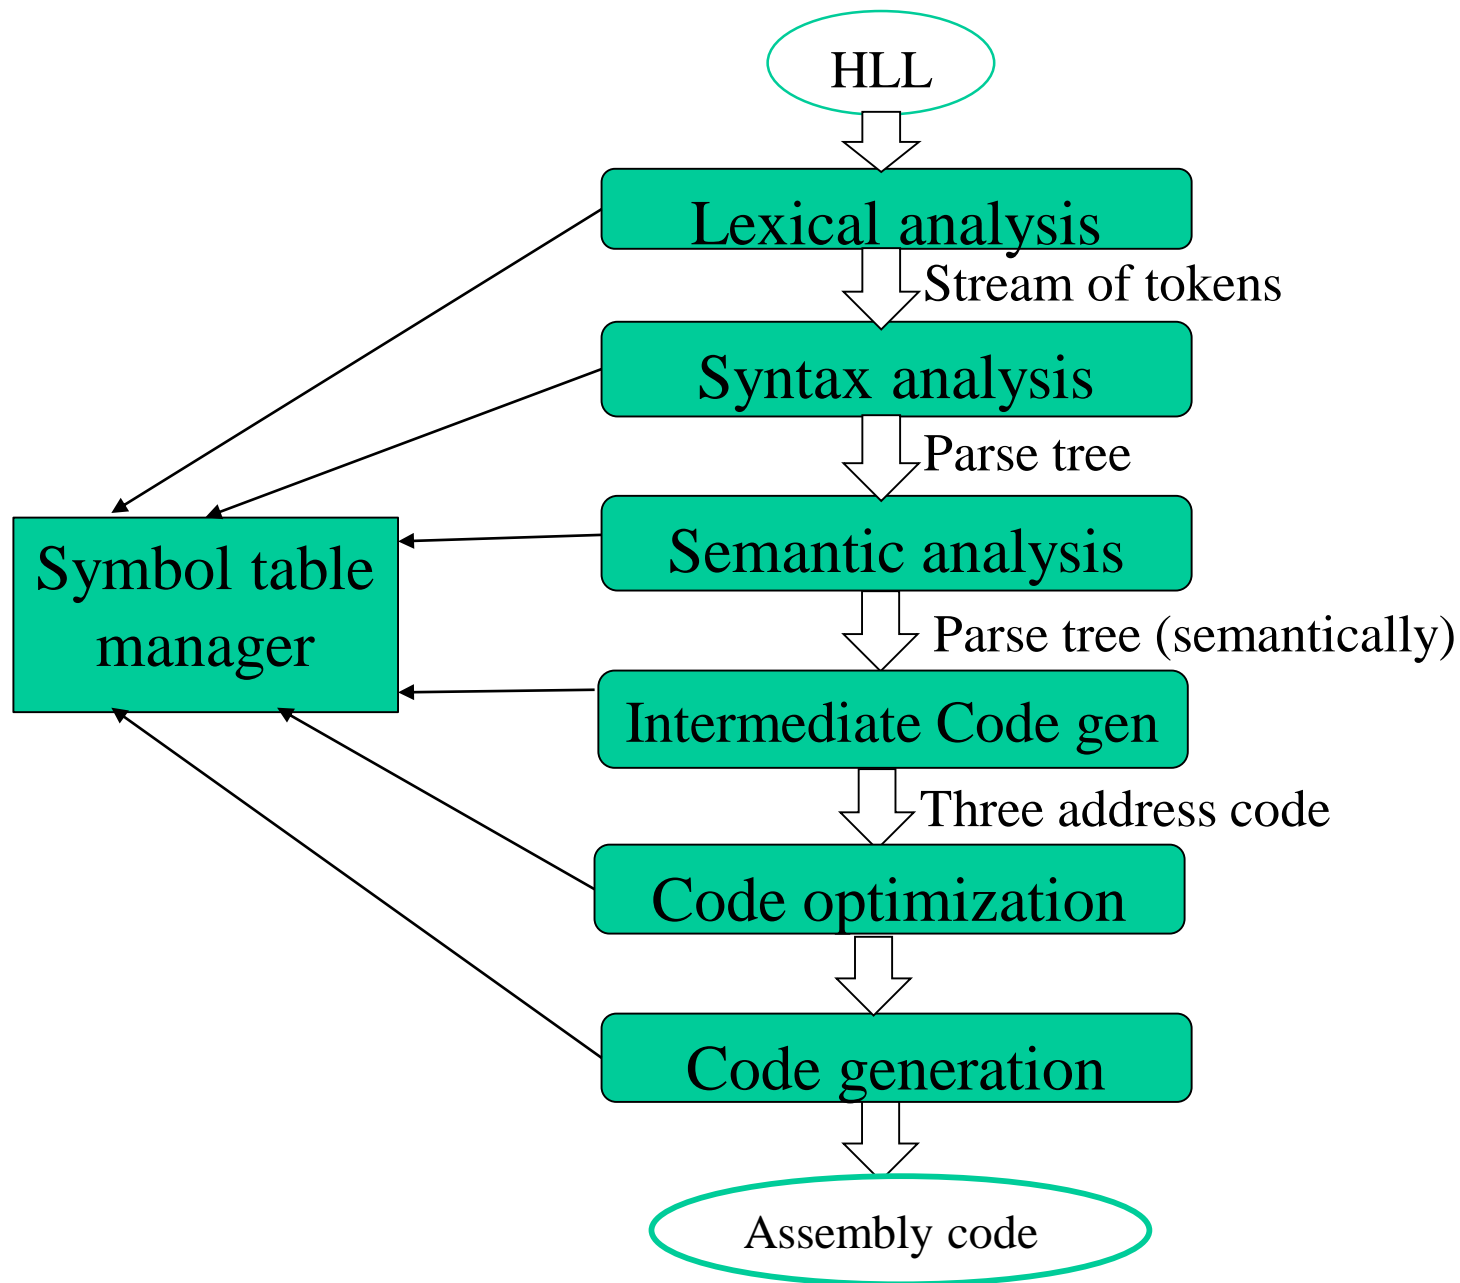 HLL
Lexical analysis
Stream of tokens
Syntax analysis
Parse tree
Semantic analysis
Symbol table
manager
Parse tree (semantically)
Intermediate Code gen
Three address code
Code optimization
Code generation
Assembly code